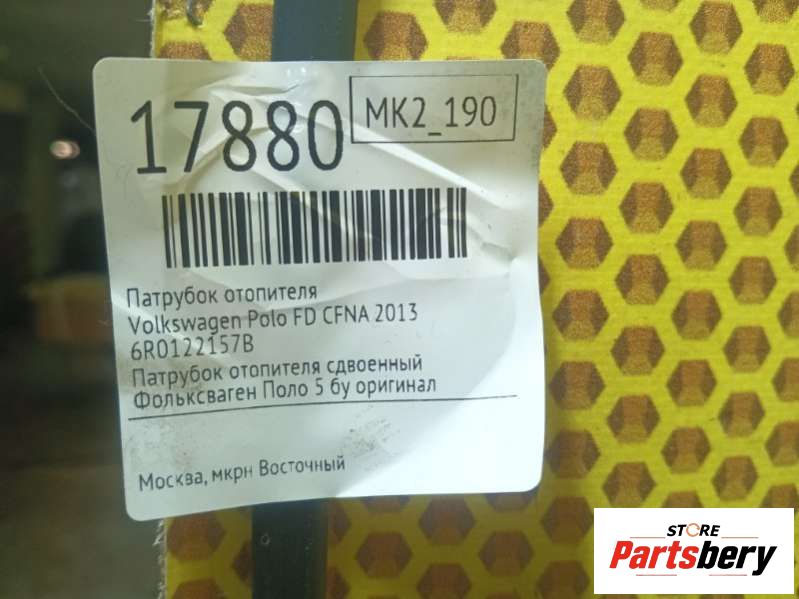 17880
MK2_190
Патрубок отопителя
Volkswagen Polo FD CFNA 2013
6R0122157B
Патрубок отопителя сдвоенный
Фольксваген Поло 5 бу оригинал
Москва, мкрн Восточный
STORE
Partsbery